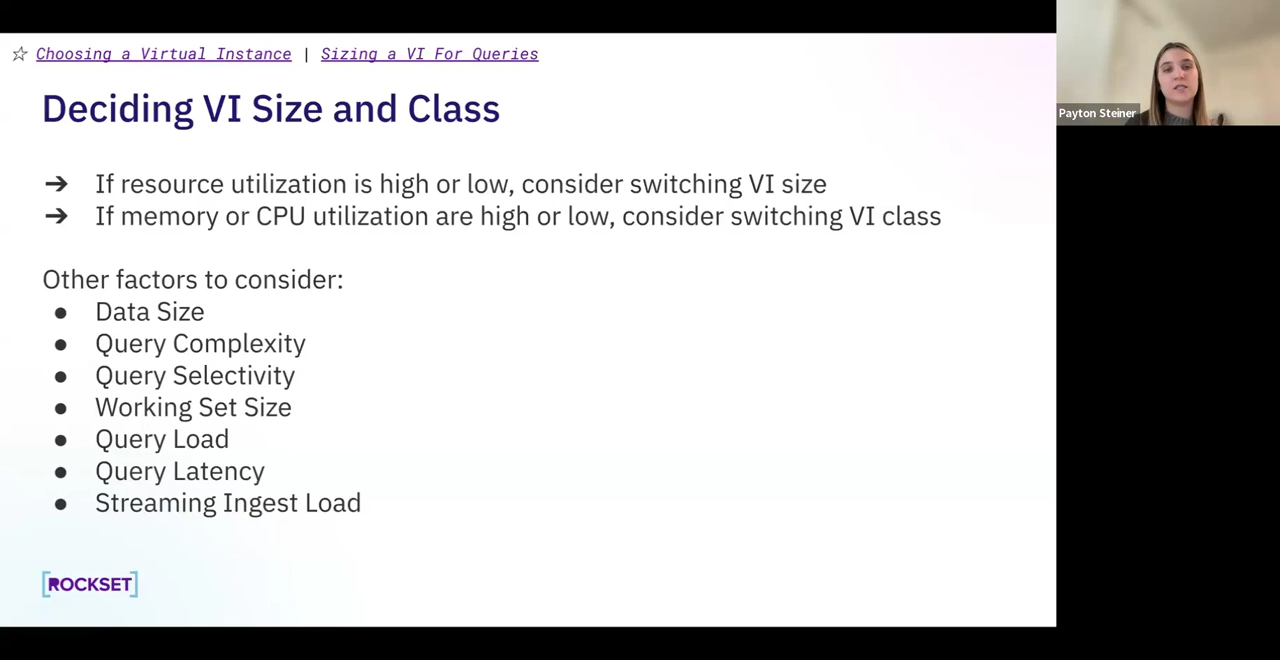 ☆ Choosing a Virtual Instance | Sizing a VI For Queries
Deciding VI Size and Class
➔ If resource utilization is high or low, consider switching VI size
➔ If memory or CPU utilization are high or low, consider switching VI class
Other factors to consider:
● Data Size
● Query Complexity
● Query Selectivity
● Working Set Size
● Query Load
● Query Latency
● Streaming Ingest Load
[ROCKSET]
Payton Steiner